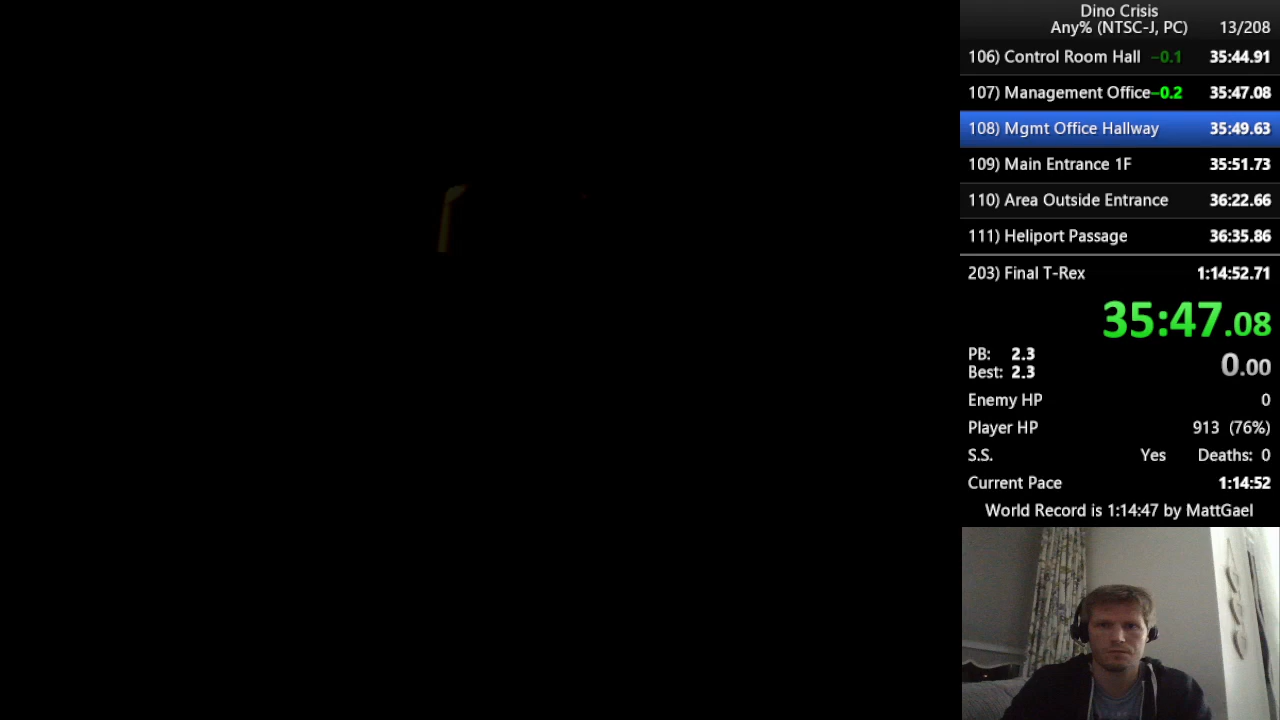 Dino Crisis
Any% (NTSC-J, PC) 13/208
106) Control Room Hall −0.1 35:44.91
107) Management Office −0.2 35:47.08
108) Mgmt Office Hallway 35:49.63
109) Main Entrance 1F 35:51.73
110) Area Outside Entrance 36:22.66
111) Heliport Passage 36:35.86
203) Final T-Rex 1:14:52.71
35:47.08
PB: 2.3
Best: 2.3 0.00
Enemy HP 0
Player HP 913 (76%)
S.S. Yes Deaths: 0
Current Pace 1:14:52
World Record is 1:14:47 by MattGael